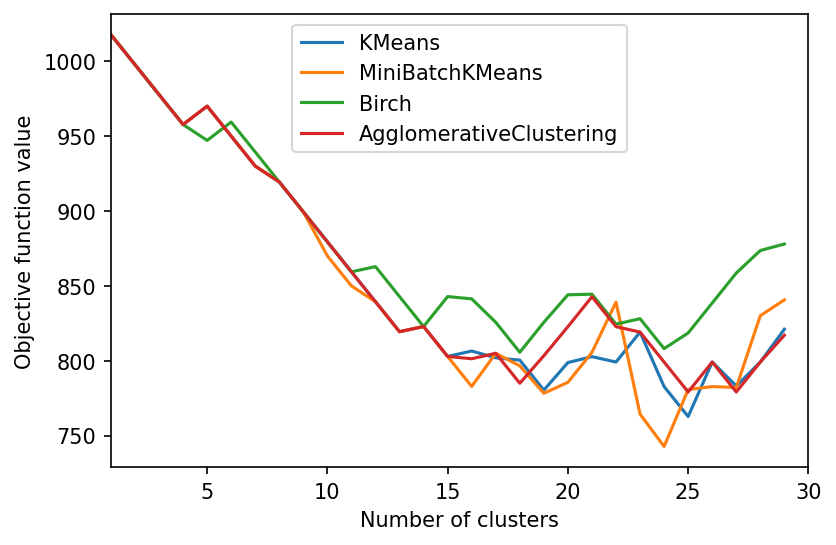 KMeans
MiniBatchKMeans
Birch
AgglomerativeClustering
Objective function value
1000
950
900
850
800
750
5 10 15 20 25 30
Number of clusters